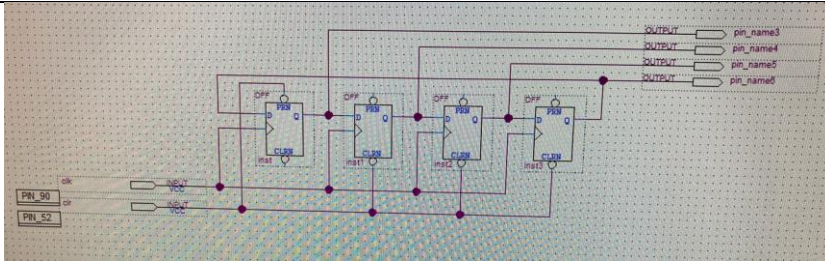 OUTPUT pin_name3
OUTPUT pin_name4
OUTPUT pin_name5
OUTPUT pin_name6
DFF DFF DFF DFF
PRN PRN PRN PRN
D Q D Q D Q D Q
CLRN CLRN CLRN CLRN
inst inst1 inst2 inst3
clk INPUT
VCC
PIN_90
clr INPUT
VCC
PIN_52